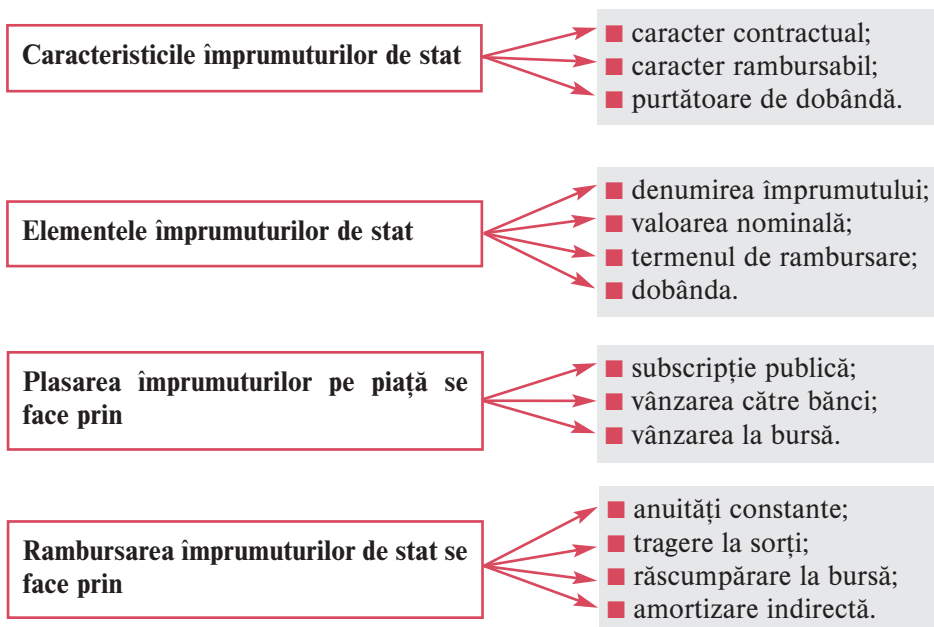 Caracteristicile împrumuturilor de stat
■ caracter contractual;
■ caracter rambursabil;
■ purtătoare de dobândă.
Elementele împrumuturilor de stat
■ denumirea împrumutului;
■ valoarea nominală;
■ termenul de rambursare;
■ dobânda.
Plasarea împrumuturilor pe piață se
face prin
■ subscripție publică;
■ vânzarea către bănci;
■ vânzarea la bursă.
Rambursarea împrumuturilor de stat se
face prin
■ anuități constante;
■ tragere la sorți;
■ răscumpărare la bursă;
■ amortizare indirectă.